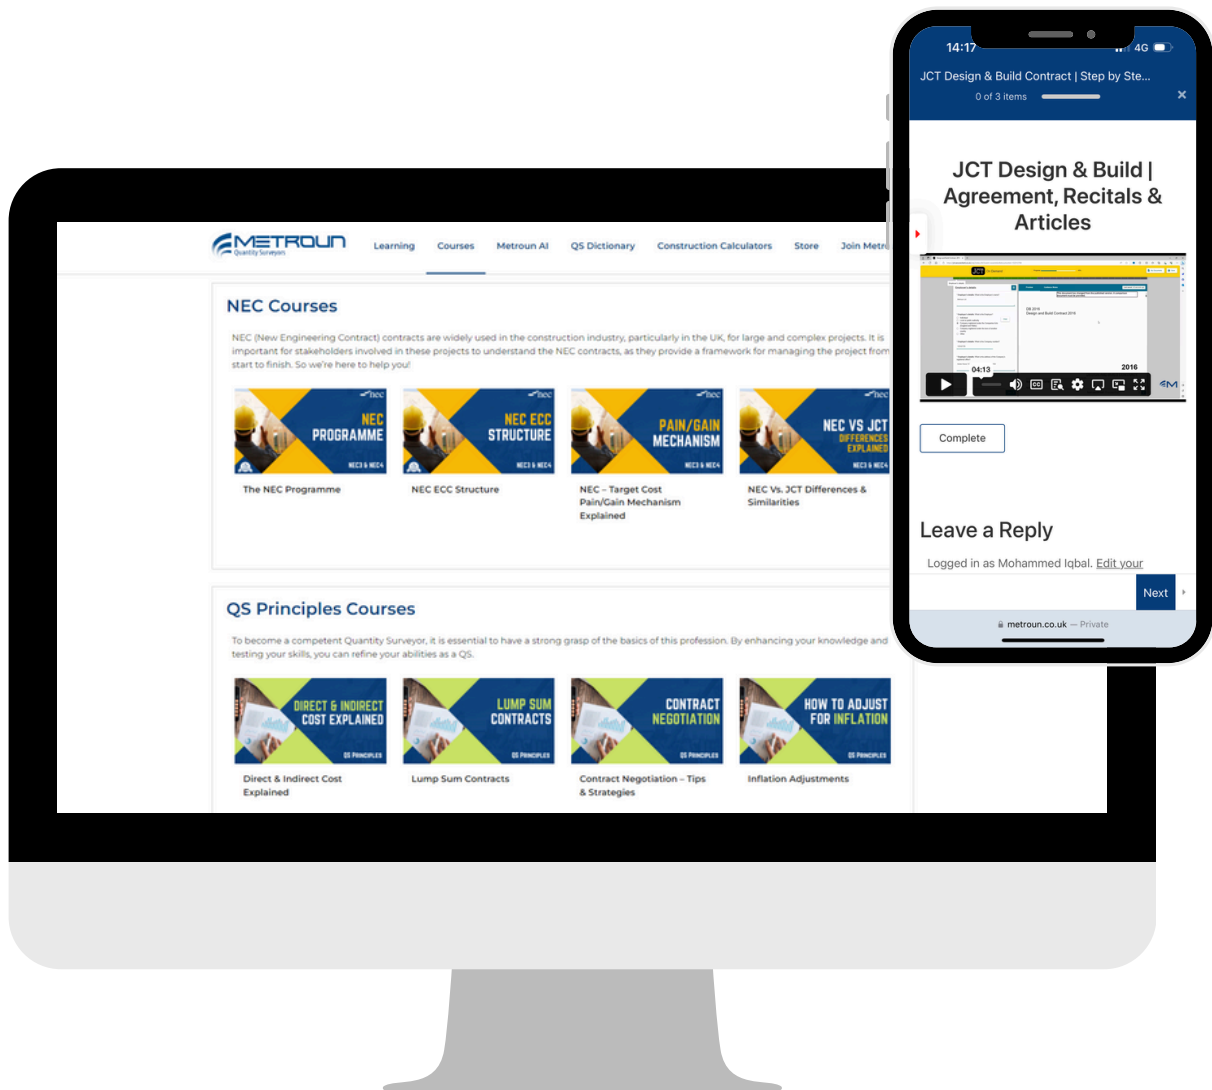 14:17
4G
JCT Design & Build Contract | Step by Ste...
0 of 3 items
JCT Design & Build |
Agreement, Recitals &
Articles
JCT
2016
04:13
CC
Complete
Leave a Reply
Logged in as Mohammed Iqbal. Edit your
Next
metroun.co.uk — Private
METROUN
Quantity Surveyors
Learning Courses Metroun AI QS Dictionary Construction Calculators Store Join Metro
NEC Courses
NEC (New Engineering Contract) contracts are widely used in the construction industry, particularly in the UK, for large and complex projects. It is
important for stakeholders involved in these projects to understand the NEC contracts, as they provide a framework for managing the project from
start to finish. So we're here to help you!
nec
NEC
PROGRAMME
NEC3 & NEC4
nec
NEC ECC
STRUCTURE
NEC3 & NEC4
nec
PAIN/GAIN
MECHANISM
NEC3 & NEC4
nec
NEC VS JCT
DIFFERENCES
EXPLAINED
NEC3 & NEC4
The NEC Programme
NEC ECC Structure
NEC – Target Cost
Pain/Gain Mechanism
Explained
NEC Vs. JCT Differences &
Similarities
QS Principles Courses
To become a competent Quantity Surveyor, it is essential to have a strong grasp of the basics of this profession. By enhancing your knowledge and
testing your skills, you can refine your abilities as a QS.
DIRECT & INDIRECT
COST EXPLAINED
QS PRINCIPLES
LUMP SUM
CONTRACTS
QS PRINCIPLES
CONTRACT
NEGOTIATION
QS PRINCIPLES
HOW TO ADJUST
FOR INFLATION
QS PRINCIPLES
Direct & Indirect Cost
Explained
Lump Sum Contracts
Contract Negotiation – Tips
& Strategies
Inflation Adjustments